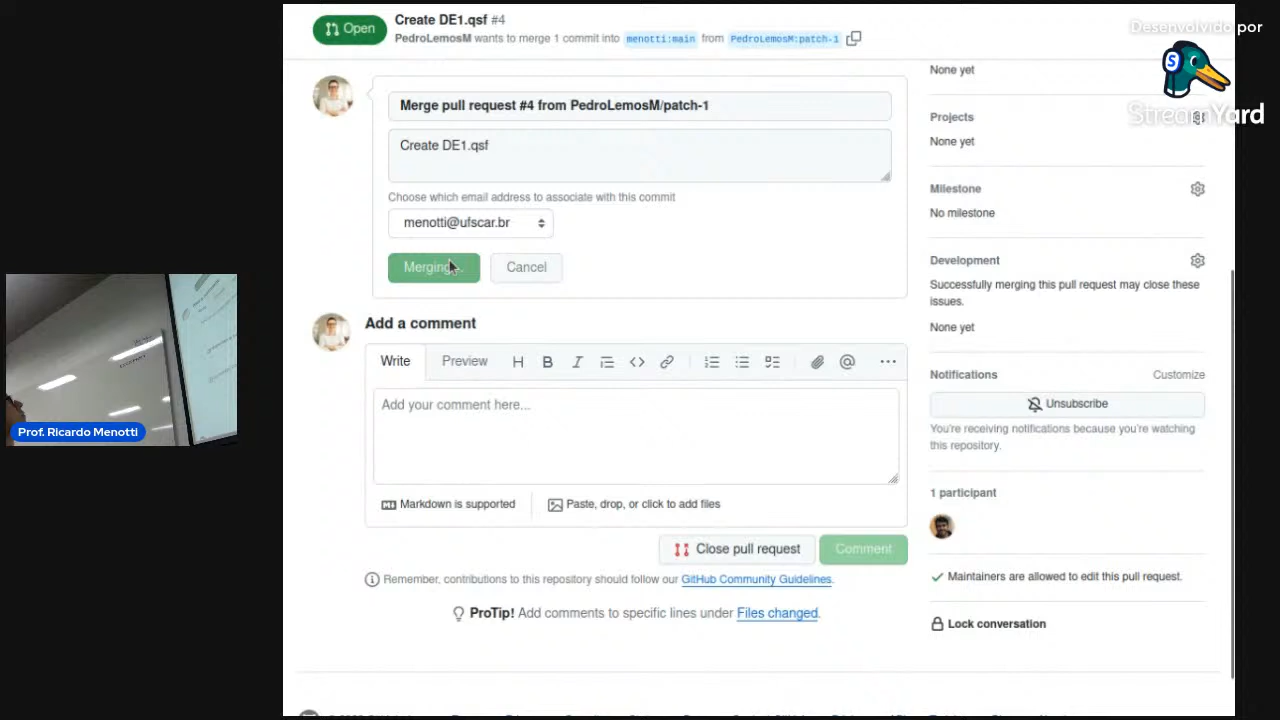 Open
Create DE1.qsf #4
PedroLemosM wants to merge 1 commit into menotti:main from PedroLemosM:patch-1
Desenvolvido por
StreamYard
Merge pull request #4 from PedroLemosM/patch-1
Create DE1.qsf
Choose which email address to associate with this commit
menotti@ufscar.br
Merging...
Cancel
Add a comment
Write
Preview
Add your comment here...
Markdown is supported
Paste, drop, or click to add files
Close pull request
Comment
Remember, contributions to this repository should follow our GitHub Community Guidelines.
ProTip! Add comments to specific lines under Files changed.
None yet
Projects
None yet
Milestone
No milestone
Development
Successfully merging this pull request may close these
issues.
None yet
Notifications
Customize
Unsubscribe
You're receiving notifications because you're watching
this repository.
1 participant
Maintainers are allowed to edit this pull request.
Lock conversation
Prof. Ricardo Menotti